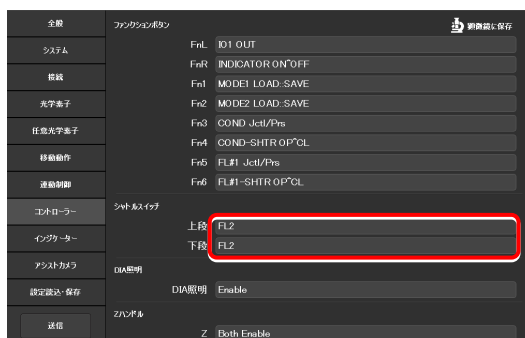 全般
システム
接続
光学素子
任意光学素子
移動動作
連動制御
コントローラー
インジケーター
アシストカメラ
設定読込・保存
送信
ファンクションボタン
顕微鏡に保存
FnL IO1 OUT
FnR INDICATOR ON^OFF
Fn1 MODE1 LOAD::SAVE
Fn2 MODE2 LOAD::SAVE
Fn3 COND Jctl/Prs
Fn4 COND-SHTR OP^CL
Fn5 FL#1 Jctl/Prs
Fn6 FL#1-SHTR OP^CL
シャトルスイッチ
上段 FL2
下段 FL2
DIA照明
DIA照明 Enable
Zハンドル
Z Both Enable